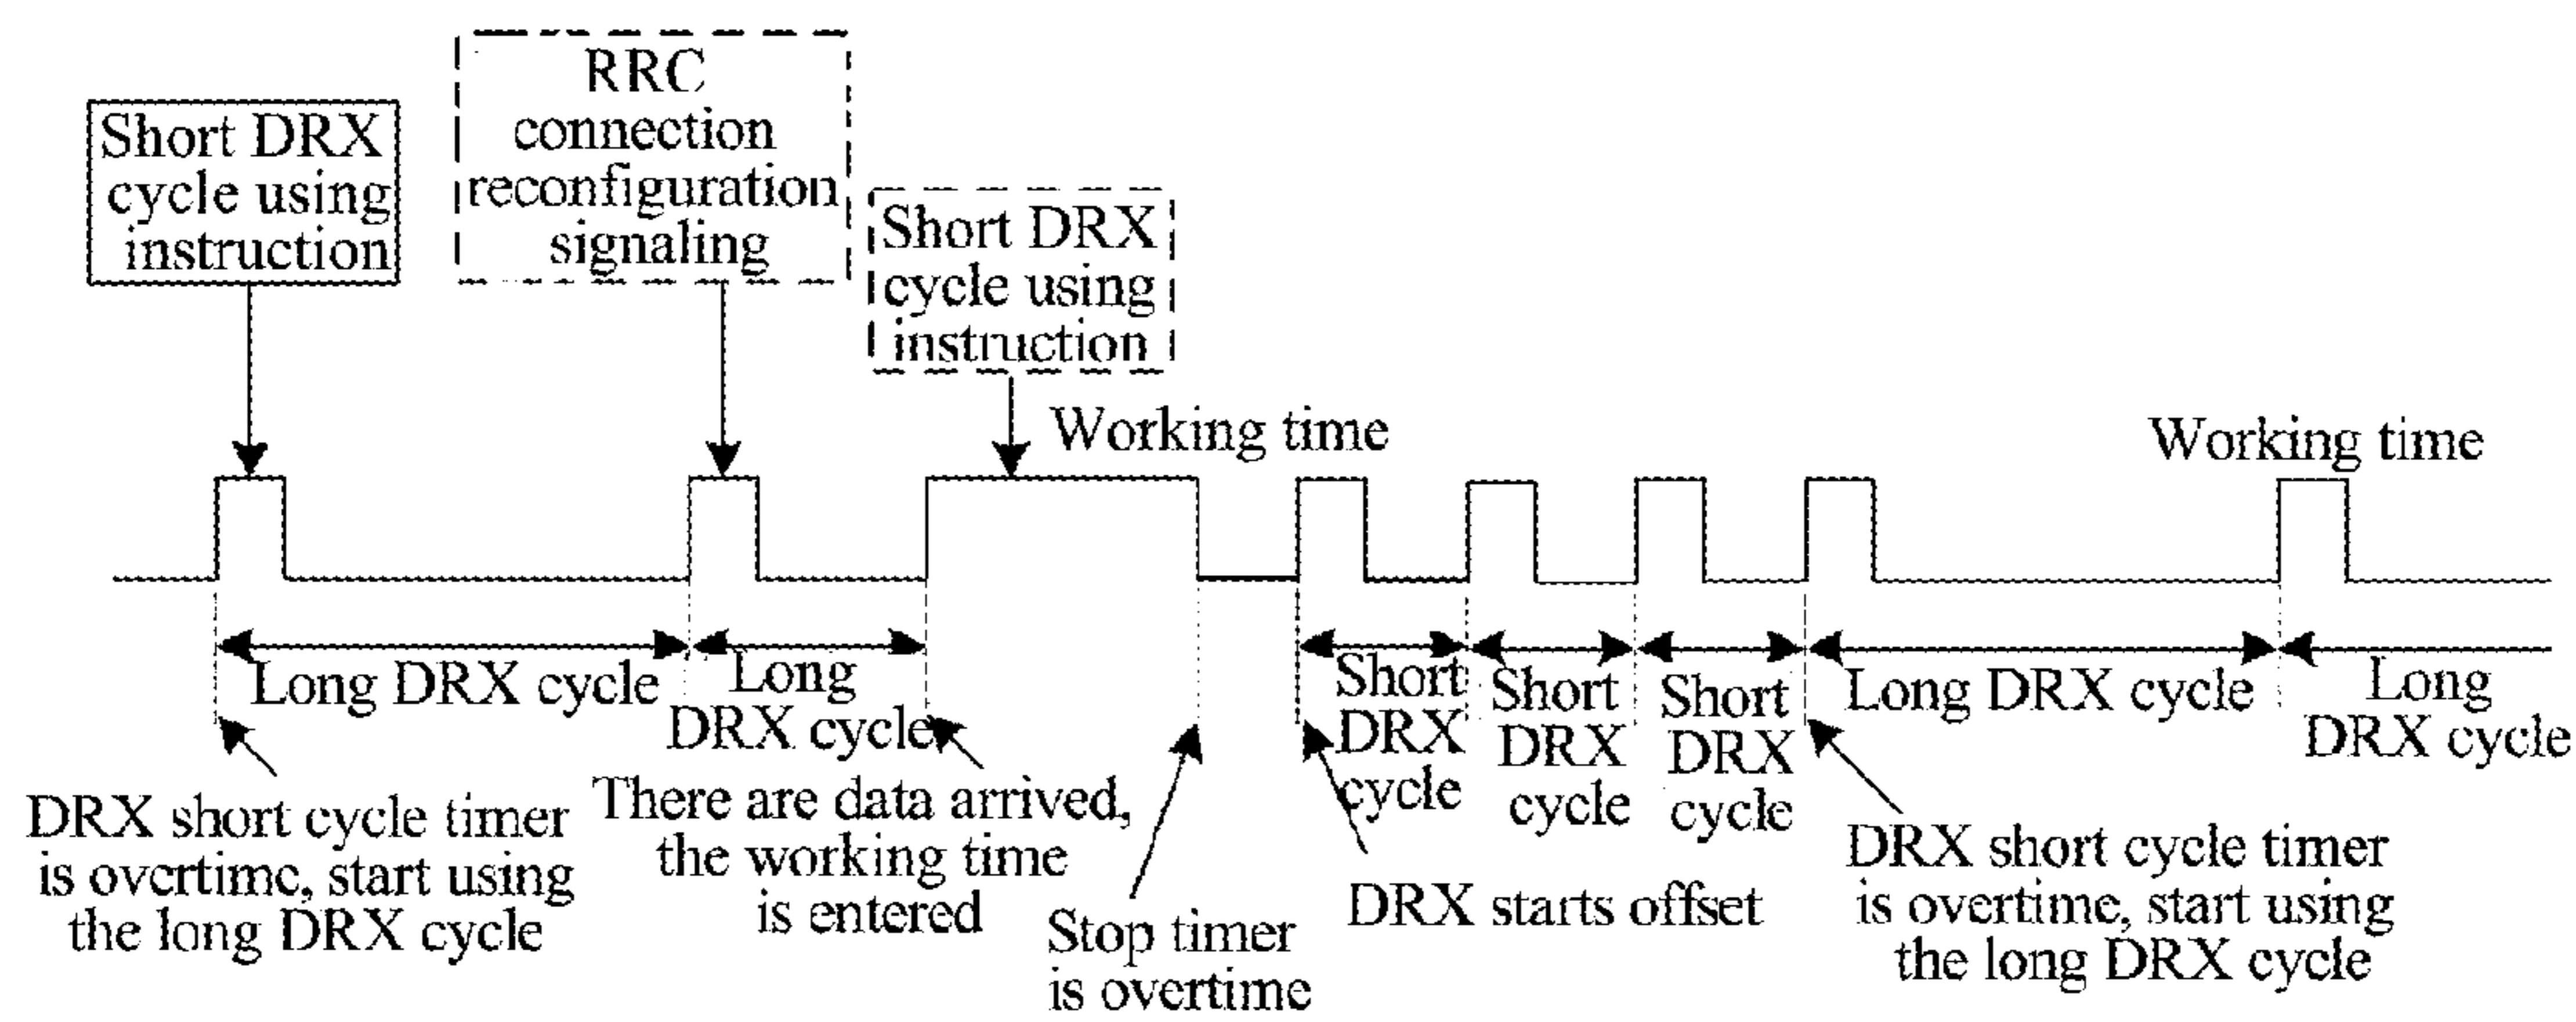 Short DRX
cycle using
instruction
RRC
connection
reconfiguration
signaling
Short DRX
cycle using
instruction
Working time
Working time
Long DRX cycle
Long
DRX cycle
Short
DRX
cycle
Short
DRX
cycle
Short
DRX
cycle
Long DRX cycle
Long
DRX cycle
DRX short cycle timer
is overtime, start using
the long DRX cycle
There are data arrived,
the working time
is entered
Stop timer
is overtime
DRX starts offset
DRX short cycle timer
is overtime, start using
the long DRX cycle